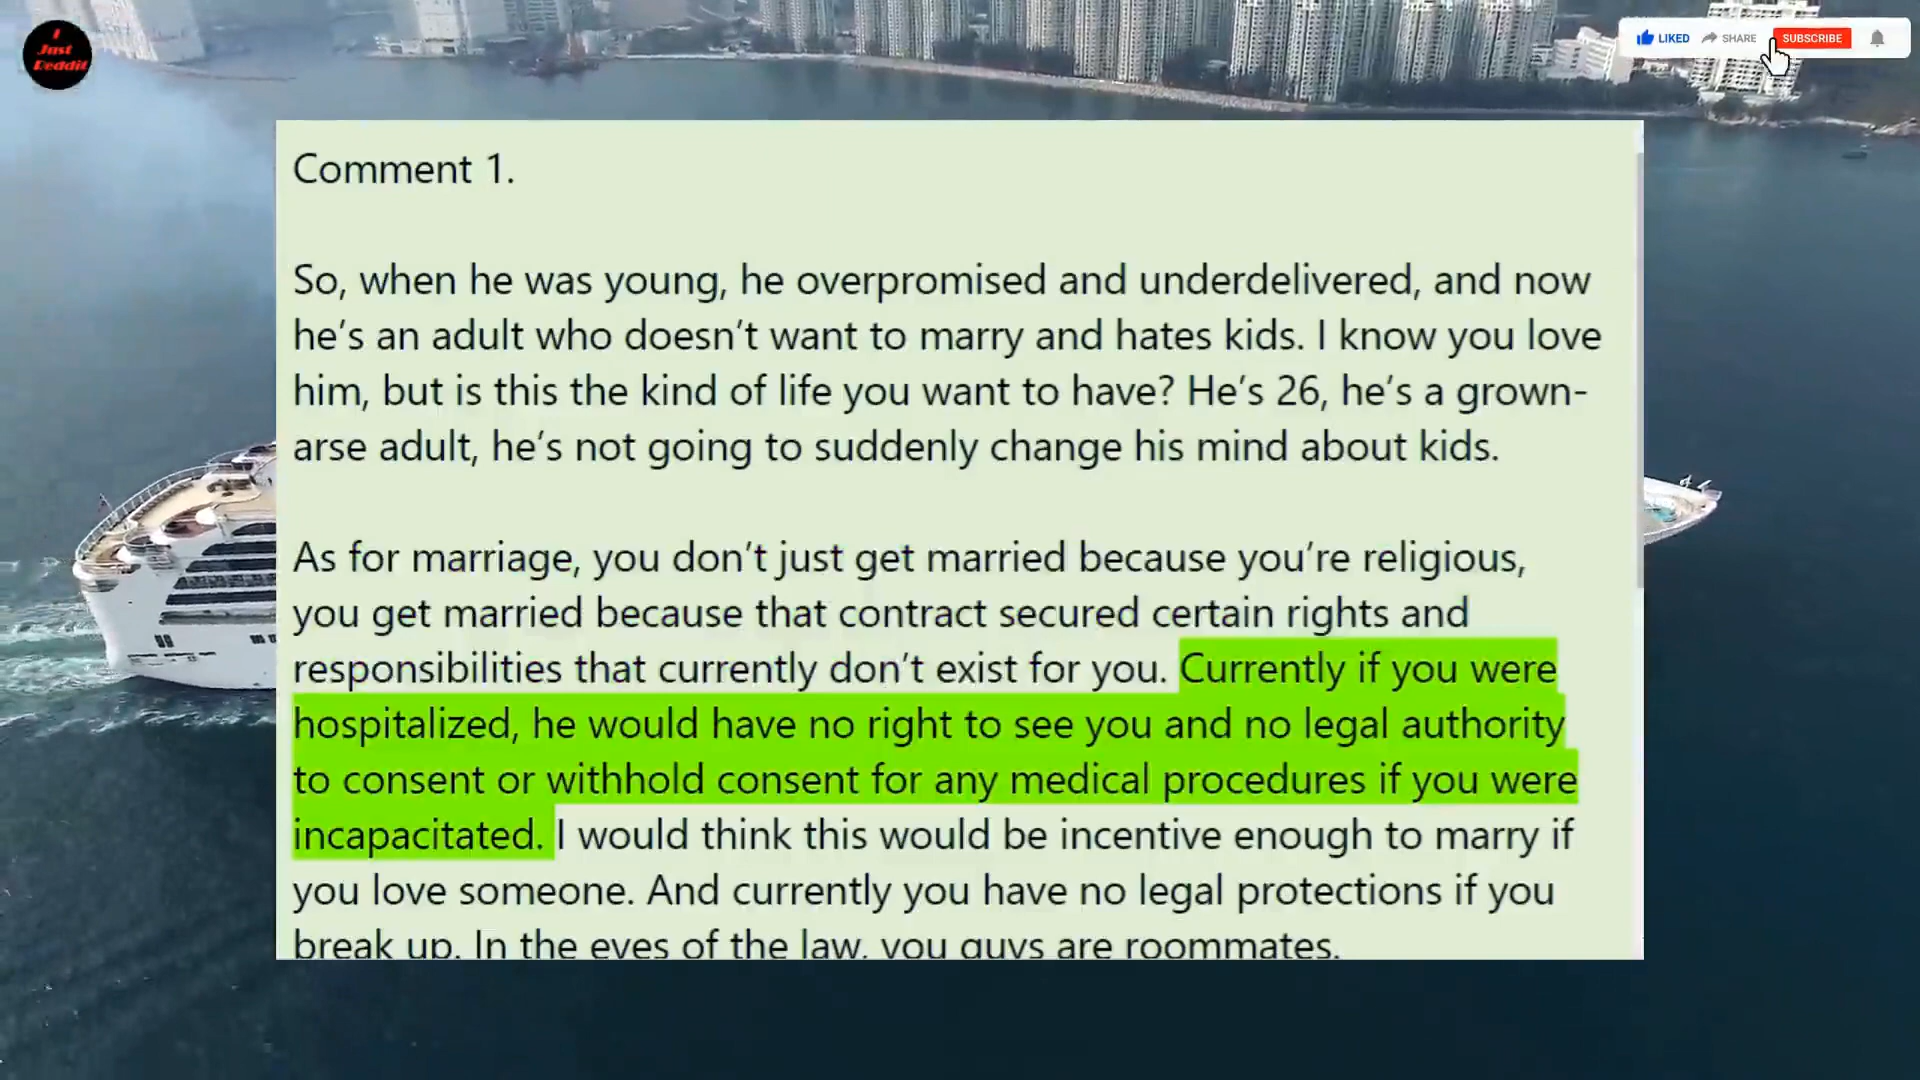 I
Just
Reddit
LIKED
SHARE
SUBSCRIBE
Comment 1.
So, when he was young, he overpromised and underdelivered, and now
he’s an adult who doesn’t want to marry and hates kids. I know you love
him, but is this the kind of life you want to have? He’s 26, he’s a grown-
arse adult, he’s not going to suddenly change his mind about kids.
As for marriage, you don’t just get married because you’re religious,
you get married because that contract secured certain rights and
responsibilities that currently don’t exist for you. Currently if you were
hospitalized, he would have no right to see you and no legal authority
to consent or withhold consent for any medical procedures if you were
incapacitated. I would think this would be incentive enough to marry if
you love someone. And currently you have no legal protections if you
break up. In the eyes of the law, you guys are roommates.